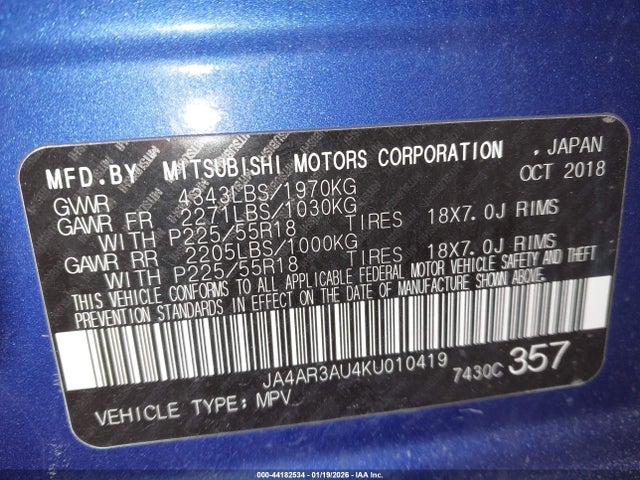 MFD.BY MITSUBISHI MOTORS CORPORATION , JAPAN
OCT 2018
GVWR 4343LBS/1970KG
GAWR FR 2271LBS/1030KG
WITH P225/55R18 TIRES 18X7.0J RIMS
GAWR RR 2205LBS/1000KG
WITH P225/55R18 TIRES 18X7.0J RIMS
THIS VEHICLE CONFORMS TO ALL APPLICABLE FEDERAL MOTOR VEHICLE SAFETY AND THEFT
PREVENTION STANDARDS IN EFFECT ON THE DATE OF MANUFACTURE SHOWN ABOVE.
JA4AR3AU4KU010419 7430C 357
VEHICLE TYPE: MPV
000-44182534 - 01/19/2026 - IAA Inc.